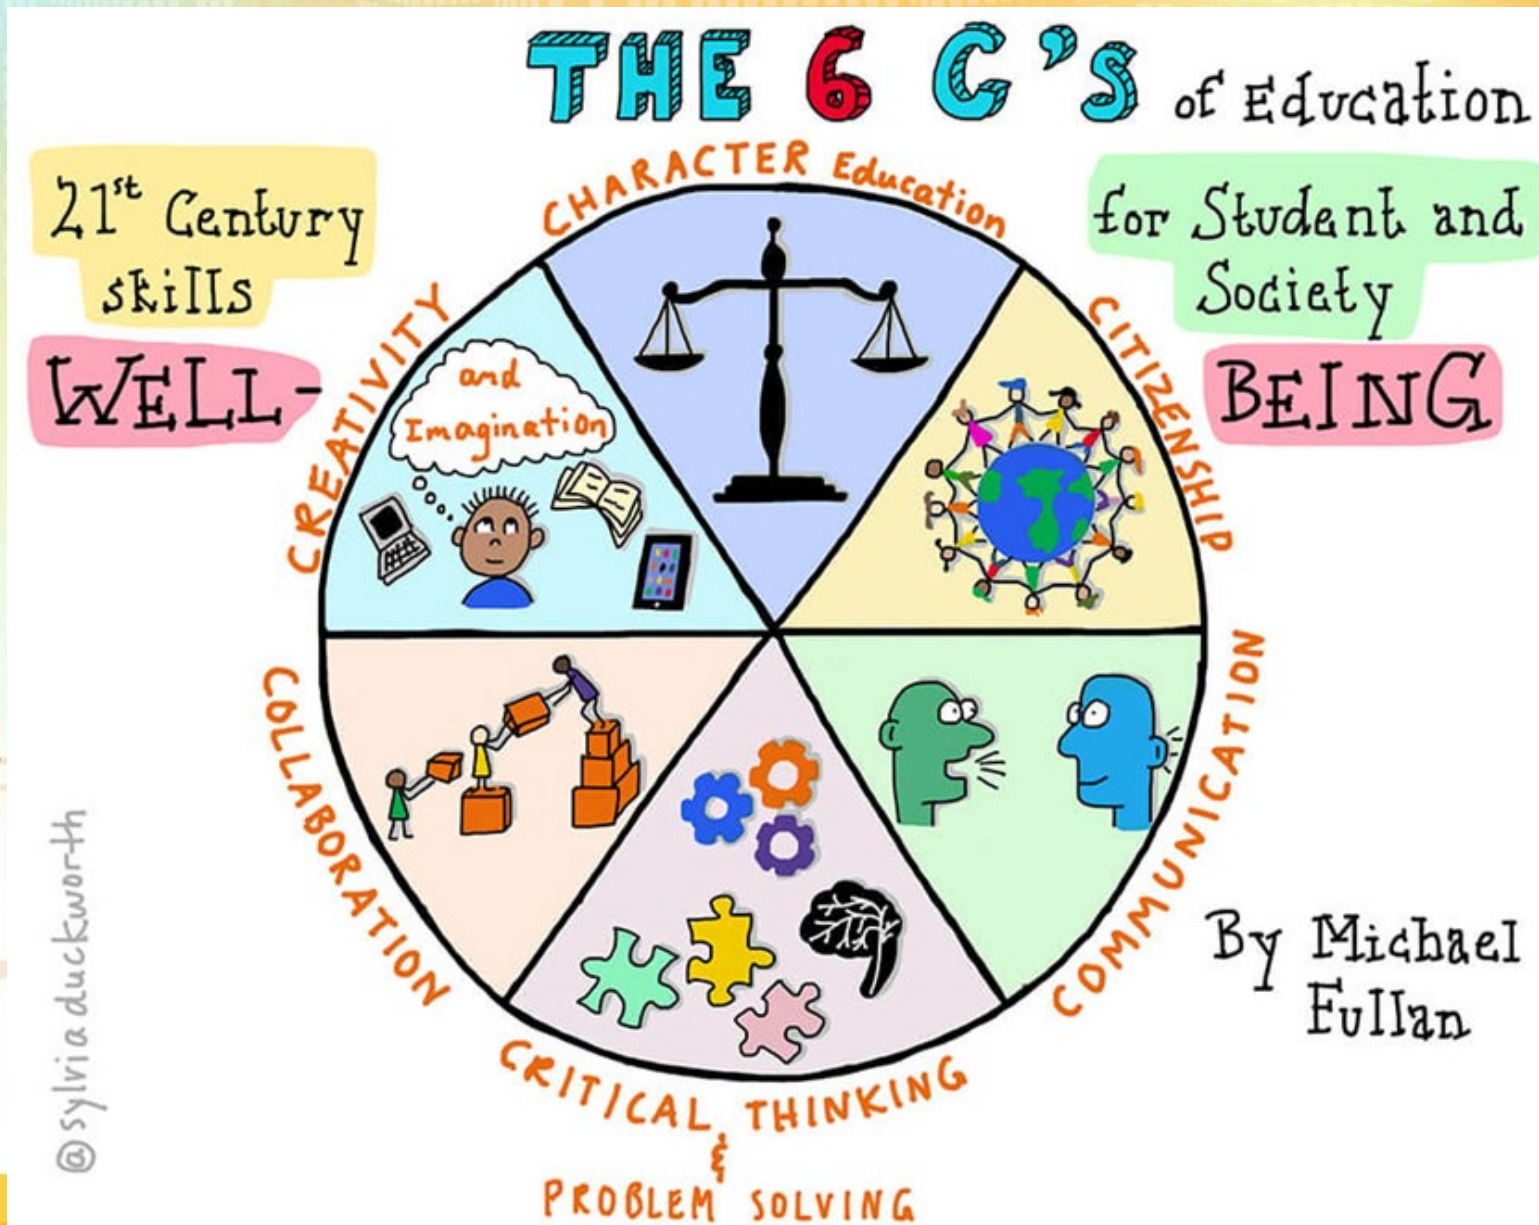 THE 6 C'S of Education
21st Century
skills
WELL-
for Student and
Society
BEING
CHARACTER Education
CITIZENSHIP
COMMUNICATION
CRITICAL THINKING
&
PROBLEM SOLVING
COLLABORATION
CREATIVITY
and
Imagination
By Michael
Fullan
@sylviaduckworth